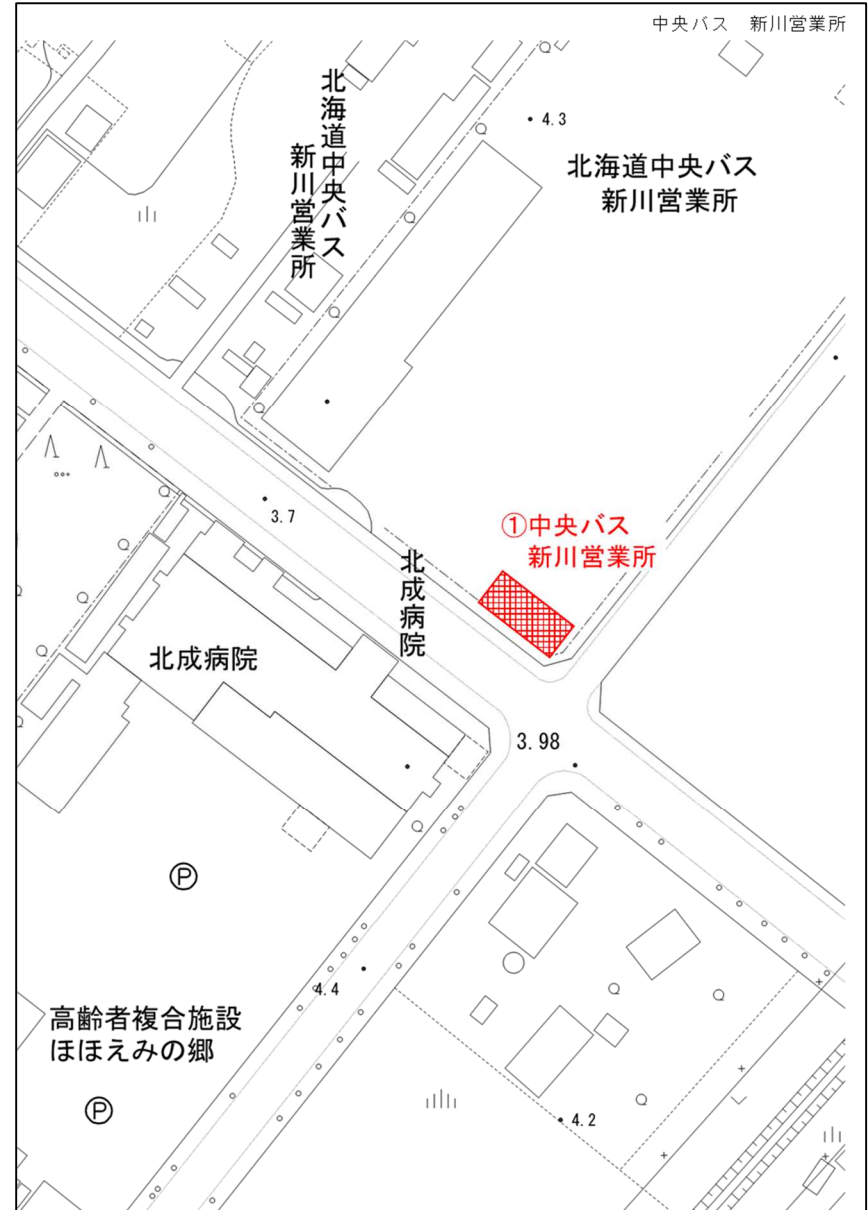 中央バス 新川営業所
北海道中央バス
新川営業所
4.3
北海道中央バス
新川営業所
3.7
①中央バス
新川営業所
北成病院
北成病院
3.98
Ⓟ
4.4
高齢者複合施設
ほほえみの郷
Ⓟ
4.2